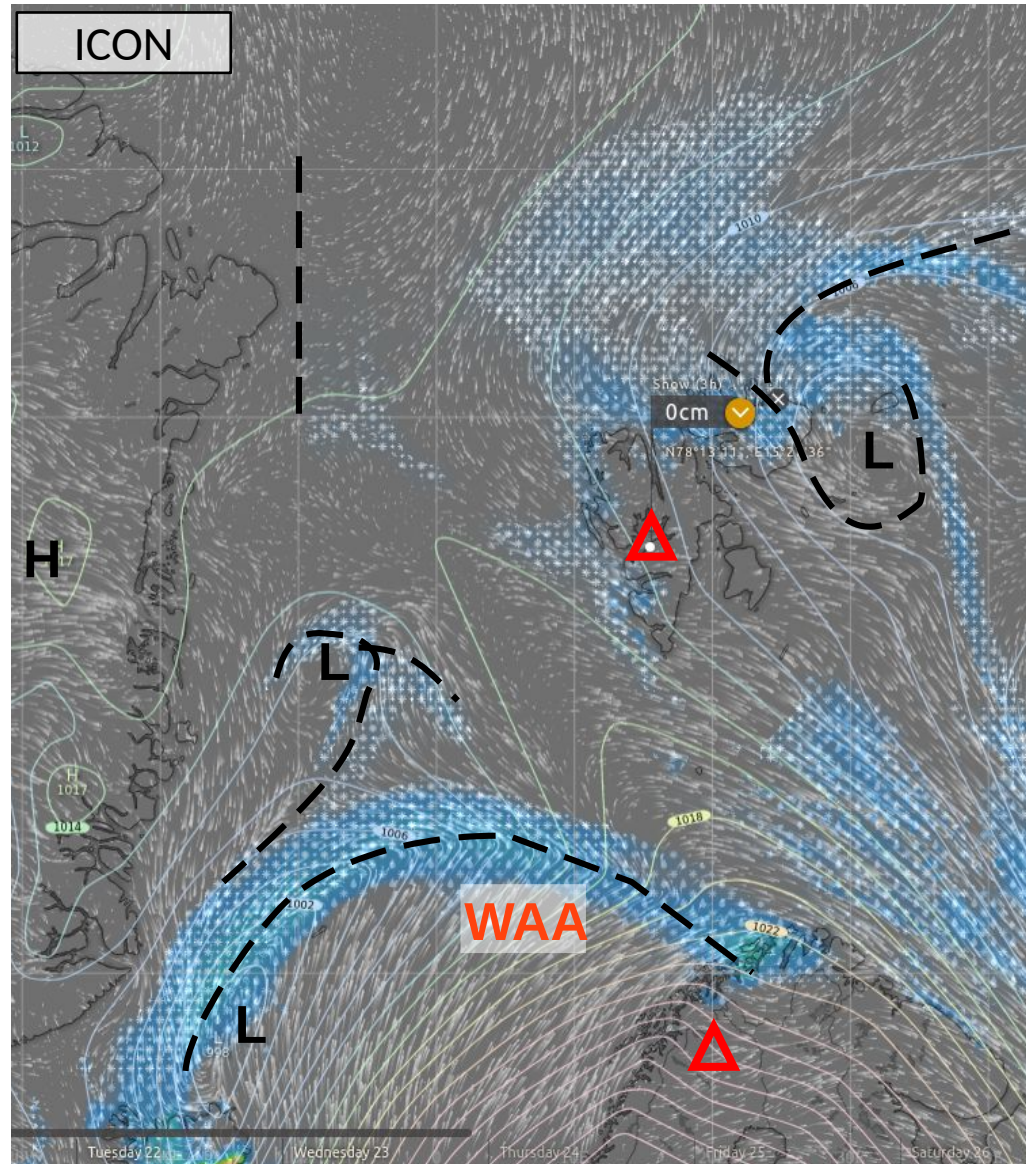 ICON
L
1012
1010
1006
Snow (3h)
0cm
L
H
L
H
1017
1014
1006
1018
1002
WAA
1022
L
998
Tuesday 22
Wednesday 23
Thursday 24
Friday 25
Saturday 26